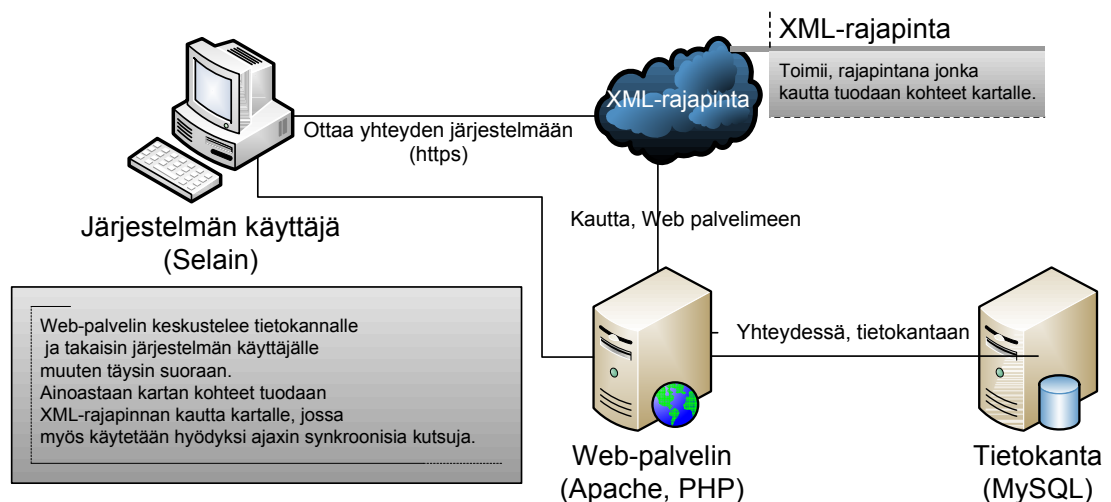 XML-rajapinta
Toimii, rajapintana jonka
kautta tuodaan kohteet kartalle.
XML-rajapinta
Ottaa yhteyden järjestelmään
(https)
Järjestelmän käyttäjä
(Selain)
Kautta, Web palvelimeen
Web-palvelin keskustelee tietokannalle
ja takaisin järjestelmän käyttäjälle
muuten täysin suoraan.
Ainoastaan kartan kohteet tuodaan
XML-rajapinnan kautta kartalle, jossa
myös käytetään hyödyksi ajaxin synkroonisia kutsuja.
Yhteydessä, tietokantaan
Web-palvelin
(Apache, PHP)
Tietokanta
(MySQL)